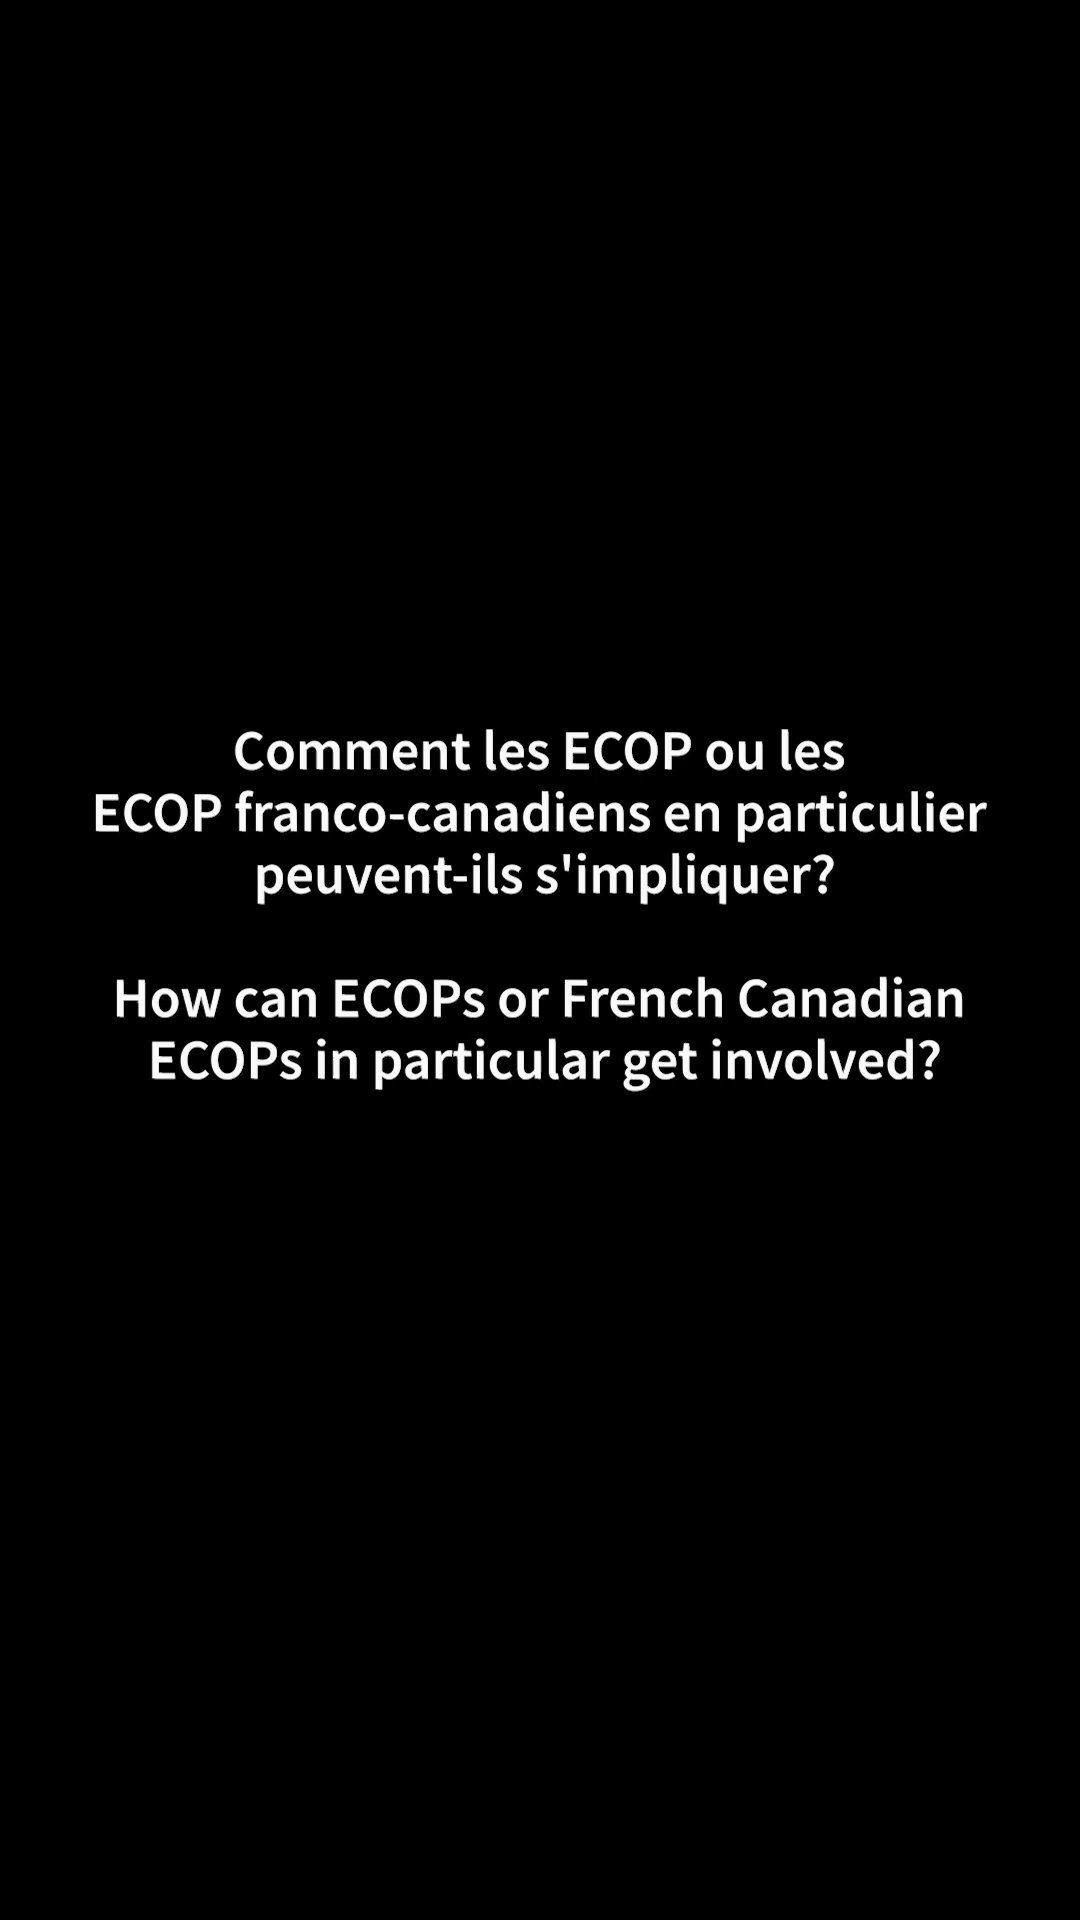 Comment les ECOP ou les
ECOP franco-canadiens en particulier
peuvent-ils s'impliquer?
How can ECOPs or French Canadian
ECOPs in particular get involved?